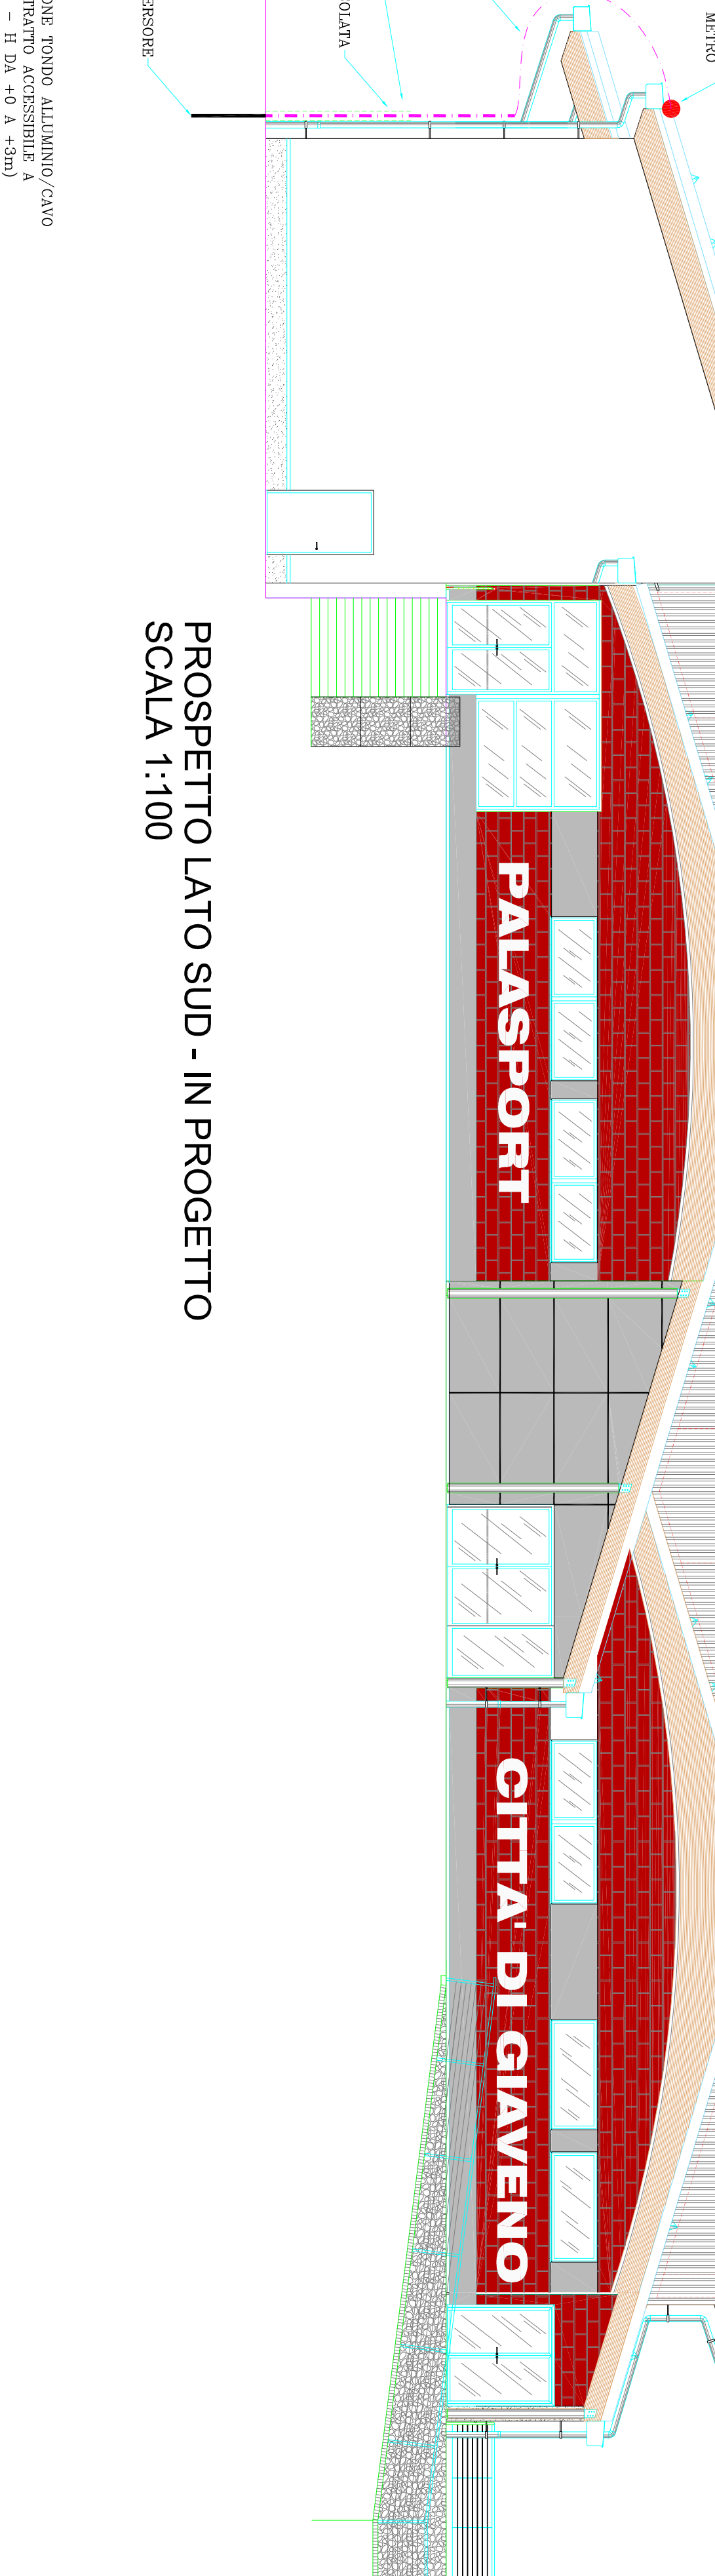 METRO
OLATA
ERSORE
ONE TONDO ALLUMINIO/CAVO
TRATTO ACCESSIBILE A
- H DA +0 A +3m)
PALASPORT
CITTA' DI GIAVENO
PROSPETTO LATO SUD - IN PROGETTO
SCALA 1:100